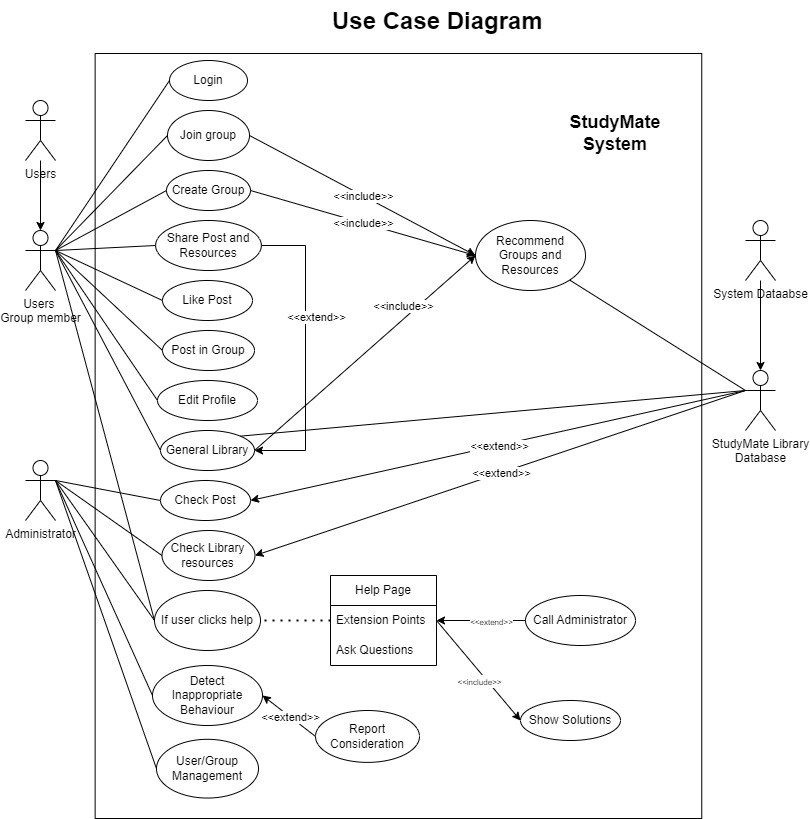 Use Case Diagram
StudyMate
System
Login
Join group
Create Group
Share Post and
Resources
Like Post
Post in Group
Edit Profile
General Library
Check Post
Check Library
resources
If user clicks help
Detect
Inappropriate
Behaviour
User/Group
Management
Users
Users
Group member
Administrator
<<include>>
<<include>>
<<include>>
<<extend>>
Recommend
Groups and
Resources
System Dataabse
StudyMate Library
Database
<<extend>>
<<extend>>
Help Page
Extension Points
Ask Questions
<<extend>>
Call Administrator
<<include>>
Show Solutions
<<extend>>
Report
Consideration